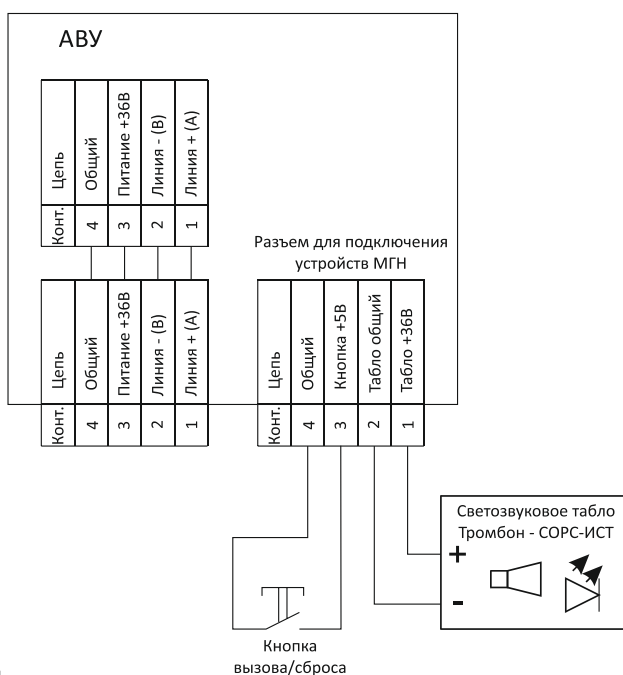 АВУ
Цепь
Общий
Питание +36В
Линия - (В)
Линия + (А)
Конт.
4
3
2
1
Разъем для подключения
устройств МГН
Цепь
Общий
Питание +36В
Линия - (В)
Линия + (А)
Конт.
4
3
2
1
Цепь
Общий
Кнопка +5В
Табло общий
Табло +36В
Конт.
4
3
2
1
Светозвуковое табло
Тромбон - СОРС-ИСТ
+
-
Кнопка
вызова/сброса